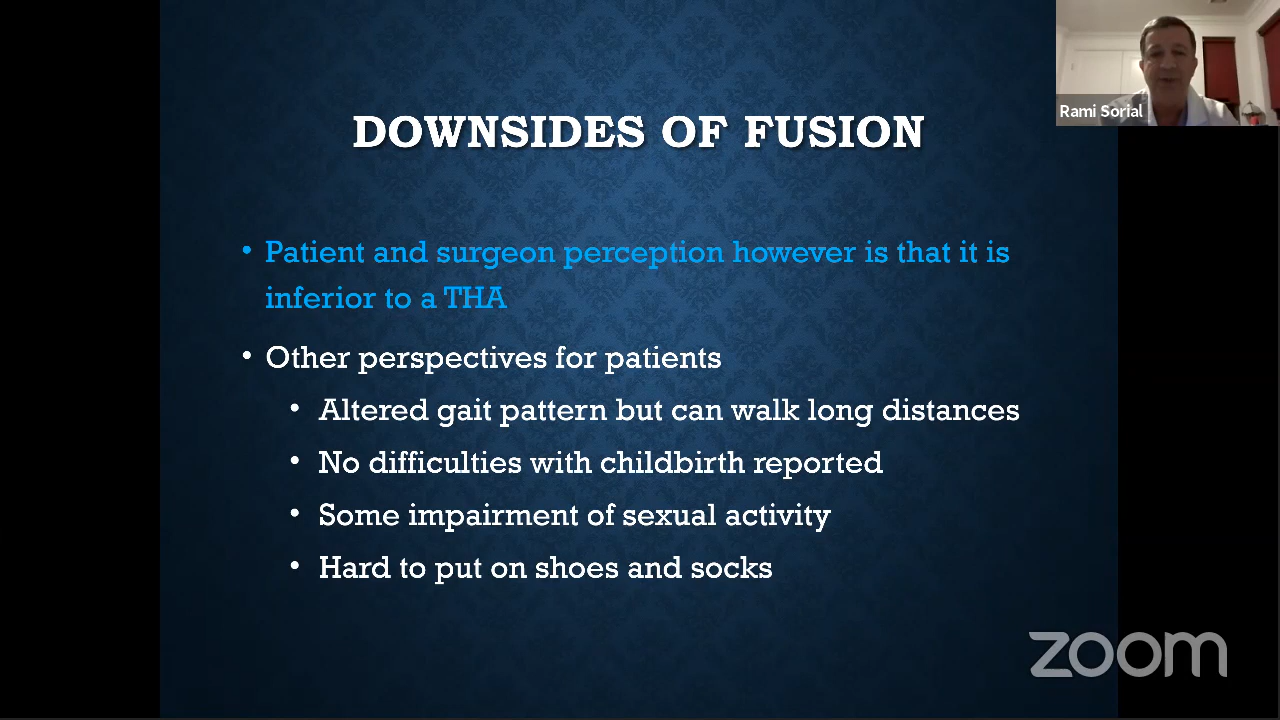 Rami Sorial
DOWNSIDES OF FUSION
• Patient and surgeon perception however is that it is
inferior to a THA
• Other perspectives for patients
• Altered gait pattern but can walk long distances
• No difficulties with childbirth reported
• Some impairment of sexual activity
• Hard to put on shoes and socks
zoom